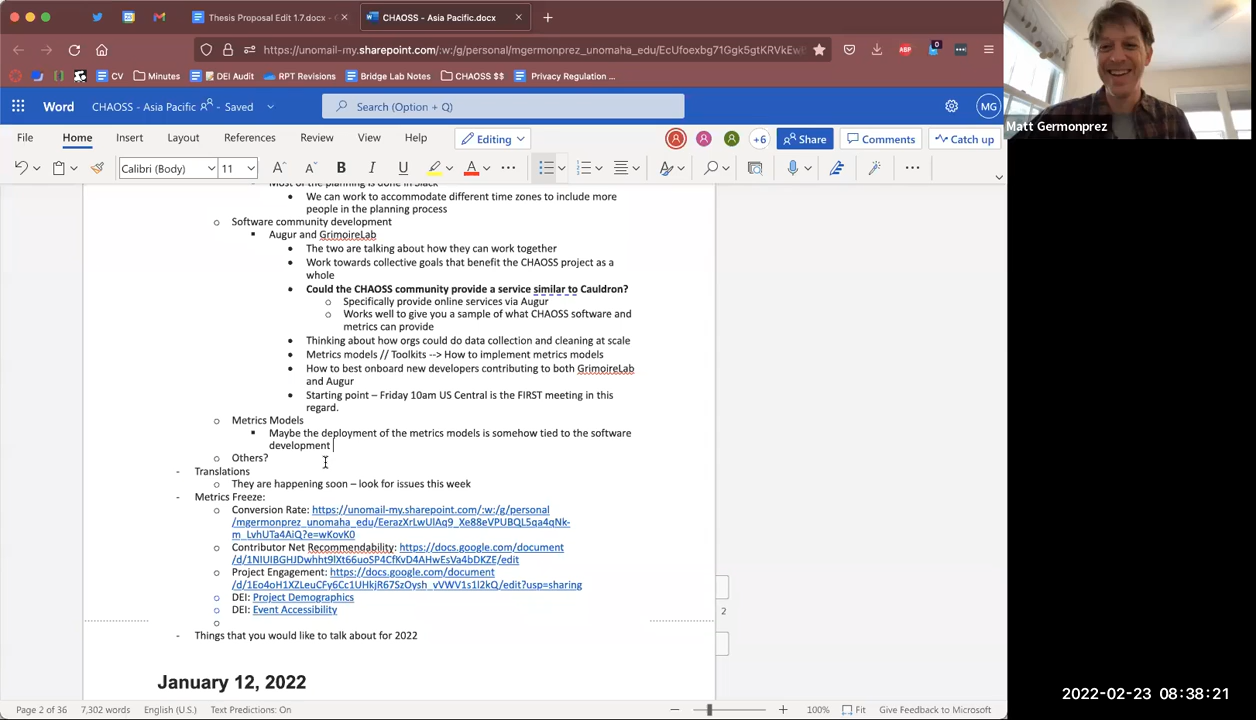 Thesis Proposal Edit 1.7.docx -
CHAOSS - Asia Pacific.docx
https://unomail-my.sharepoint.com/:w:/g/personal/mgermonprez_unomaha_edu/
CV
Minutes
DEI Audit
RPT Revisions
Bridge Lab Notes
CHAOSS $$
Privacy Regulation ...
Word
CHAOSS - Asia Pacific - Saved
Search (Option + Q)
MG
File
Home
Insert
Layout
References
Review
View
Help
Editing
+6
Share
Comments
Catch up
Calibri (Body)
11
Most of the planning is done in Slack
We can work to accommodate different time zones to include more
people in the planning process
Software community development
Augur and GrimoireLab
The two are talking about how they can work together
Work towards collective goals that benefit the CHAOSS project as a
whole
Could the CHAOSS community provide a service similar to Cauldron?
Specifically provide online services via Augur
Works well to give you a sample of what CHAOSS software and
metrics can provide
Thinking about how orgs could do data collection and cleaning at scale
Metrics models // Toolkits --> How to implement metrics models
How to best onboard new developers contributing to both GrimoireLab
and Augur
Starting point – Friday 10am US Central is the FIRST meeting in this
regard.
Metrics Models
Maybe the deployment of the metrics models is somehow tied to the software
development
Others?
- Translations
They are happening soon – look for issues this week
- Metrics Freeze:
Conversion Rate: https://unomail-my.sharepoint.com/:w:/g/personal
/mgermonprez_unomaha_edu/EerazXrLwUlAq9_Xe88eVPUBQL5qa4qNk-
m_LvhUTa4AiQ?e=wKovK0
Contributor Net Recommendability: https://docs.google.com/document
/d/1NIUIBGHJDwhht9lXt66uoSP4CfKvD4AHwEsVa4bDKZE/edit
Project Engagement: https://docs.google.com/document
/d/1Eo4oH1XZLeuCFy6Cc1UHkjR67SzOysh_vVWV1s1l2kQ/edit?usp=sharing
DEI: Project Demographics
DEI: Event Accessibility
2
- Things that you would like to talk about for 2022
January 12, 2022
Page 2 of 36
7,302 words
English (U.S.)
Text Predictions: On
100%
Fit
Give Feedback to Microsoft
Matt Germonprez
2022-02-23 08:38:21